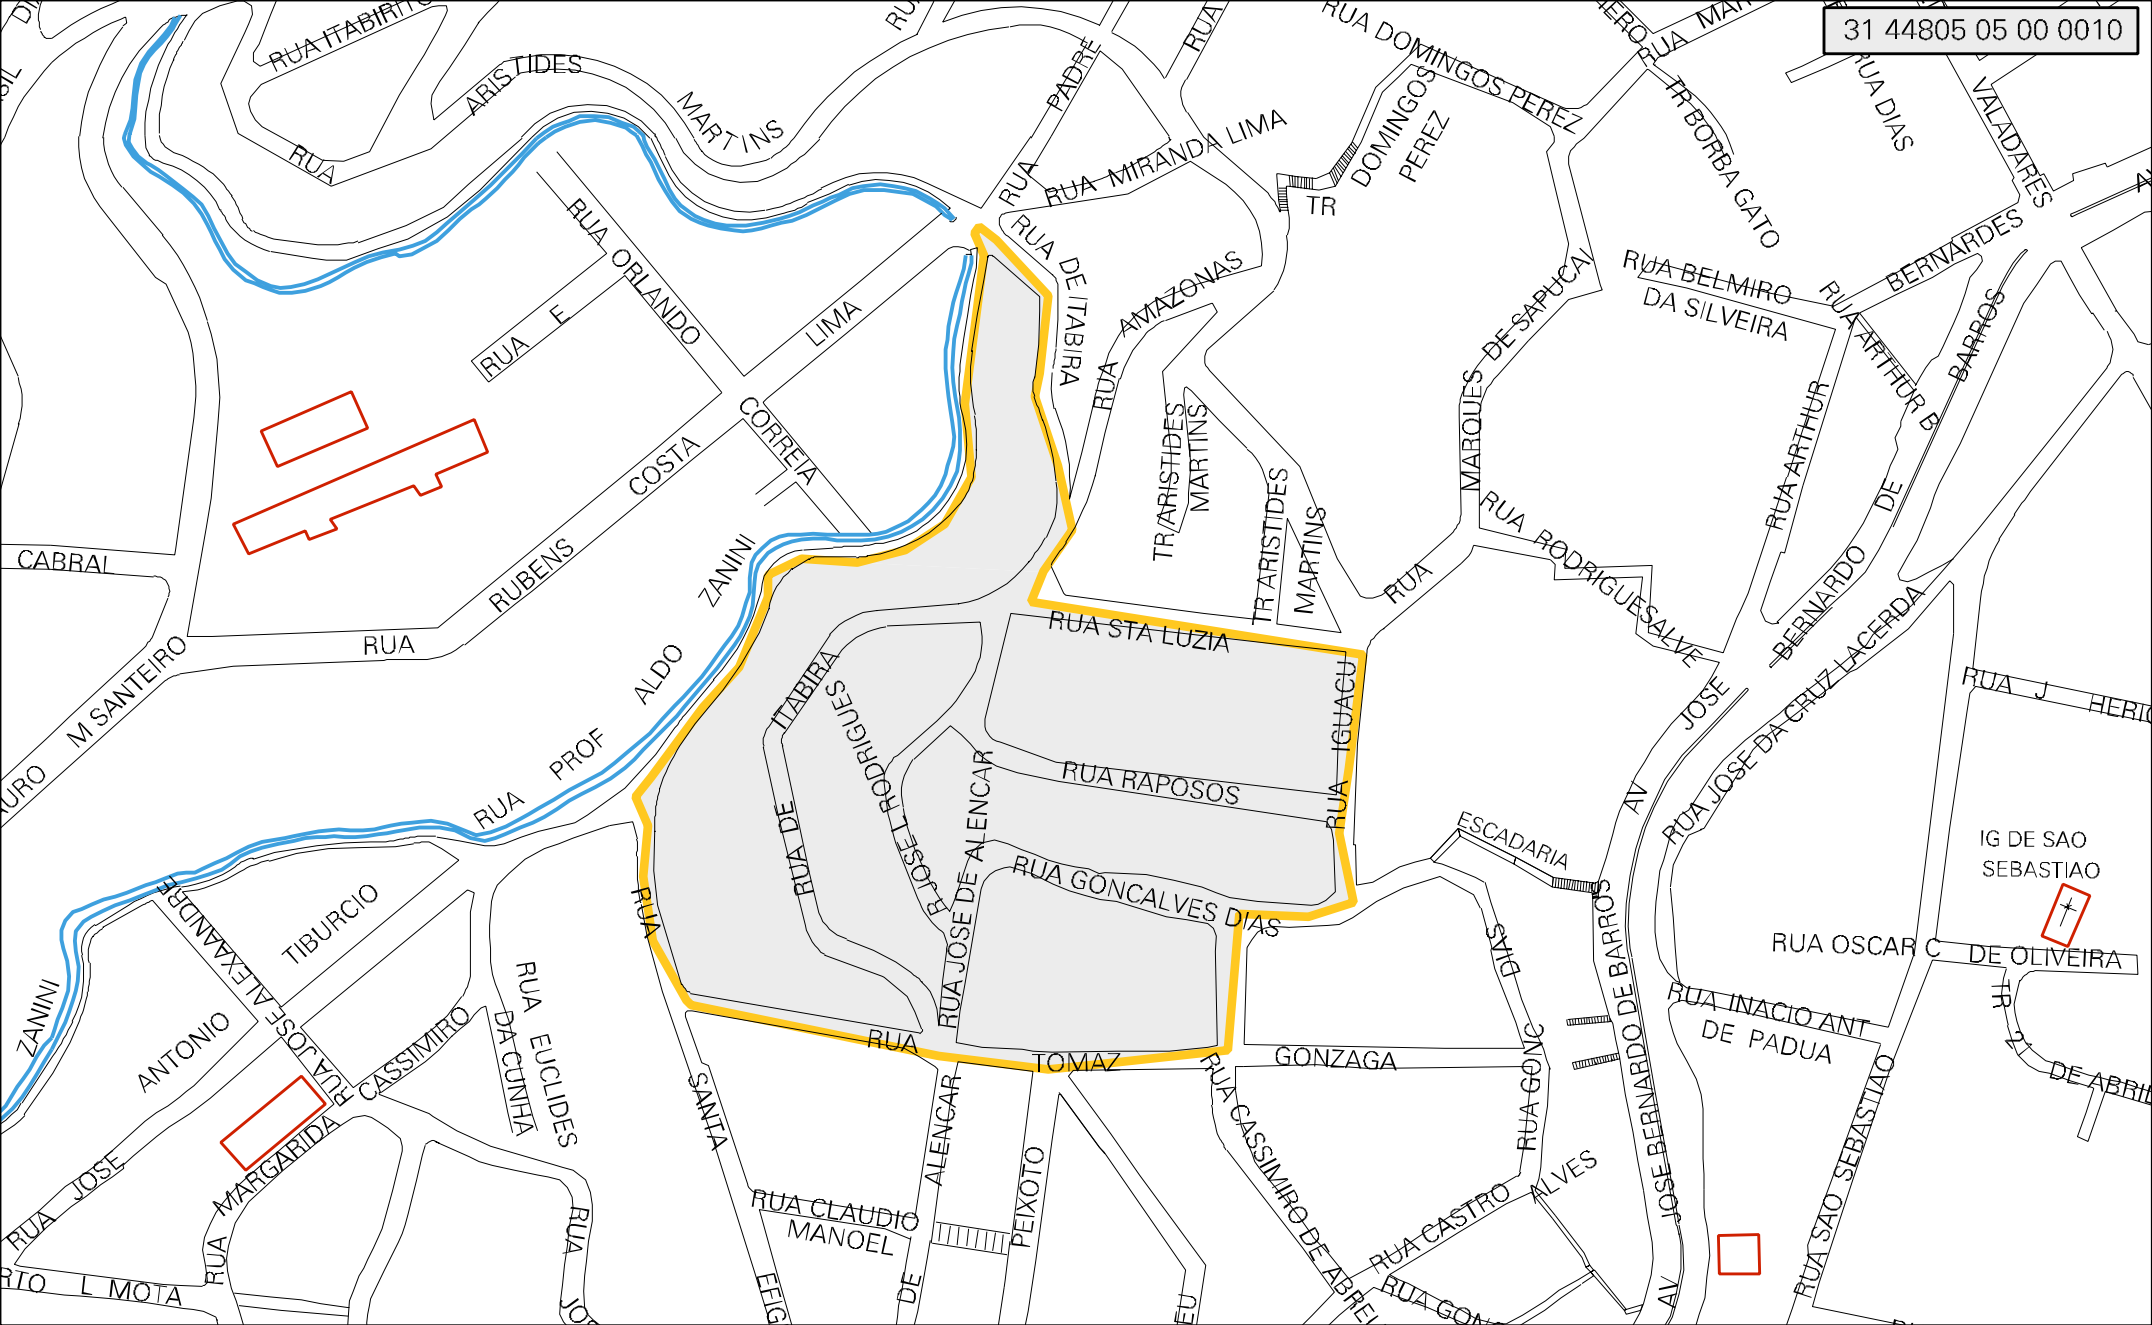 31 44805 05 00 0010
RUA ITABIRITO
ARISTIDES
MARTINS
RUA
RUA PADRE
RUA DOMINGOS PEREZ
RUA
TR BORBA GATO
RUA DIAS
VALADARES
DOMINGOS
PEREZ
TR
RUA MIRANDA LIMA
RUA ORLANDO
CORREIA
RUA E
LIMA
RUA DE ITABIRA
RUA AMAZONAS
DE SAPUCAI
MARQUES
RUA
RUA BELMIRO
DA SILVEIRA
BERNARDES
RUA ARTHUR B
RUA ARTHUR
BARROS
DE
BERNARDO
JOSE
AV
TR ARISTIDES
MARTINS
TR ARISTIDES
MARTINS
RUA RODRIGUES ALVE
COSTA
RUBENS
RUA
CABRAL
M SANTEIRO
ZANINI
ALDO
PROF
RUA
RUA STA LUZIA
RUA IGUACU
ITABIRA
RUA DE
R JOSE L RODRIGUES
RUA RAPOSOS
RUA JOSE DE ALENCAR
RUA GONCALVES DIAS
ESCADARIA
RUA JOSE DA CRUZ LACERDA
RUA J HERIC
IG DE SAO
SEBASTIAO
RUA OSCAR C DE OLIVEIRA
RUA INACIO ANT
DE PADUA
TR 21 DE ABRIL
RUA SAO SEBASTIAO
AV JOSE BERNARDO DE BARROS
DIAS
RUA GONC
RUA TOMAZ GONZAGA
RUA CASSIMIRO DE ABREU
RUA CASTRO ALVES
RUA GONC
RUA
SANTA
EFIG
RUA CLAUDIO
MANOEL
ALENCAR
DE
PEIXOTO
EU
RUA JOSE ALEXAANDRE
TIBURCIO
ANTONIO
JOSE
RUA
ZANINI
R CASSIMIRO
RUA EUCLIDES
DA CUNHA
MARGARIDA
RUA
RUA
JOS
RTO L MOTA